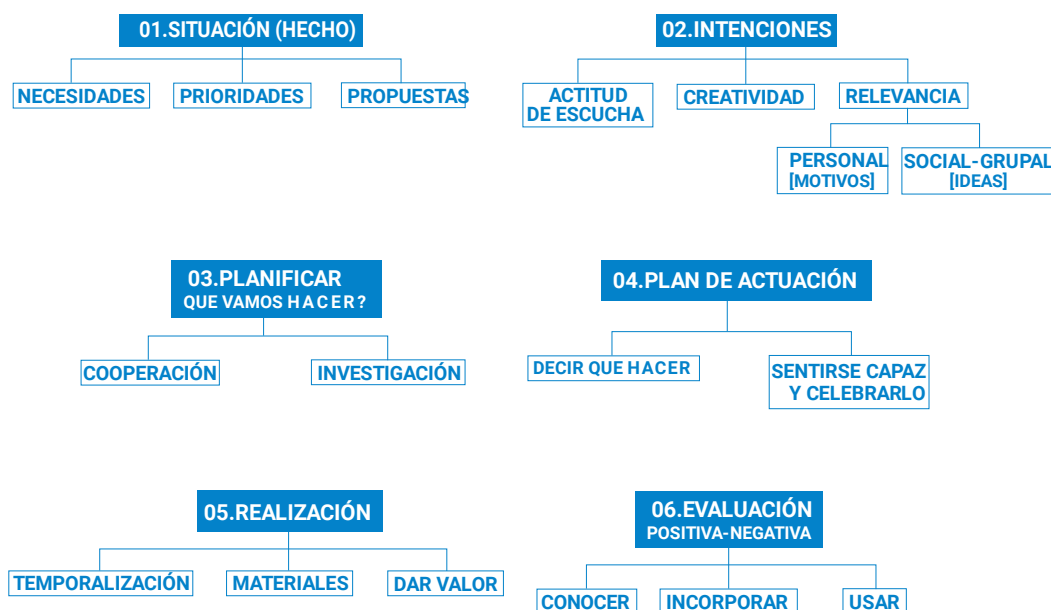 01.SITUACIÓN (HECHO)
NECESIDADES
PRIORIDADES
PROPUESTAS
02.INTENCIONES
ACTITUD
DE ESCUCHA
CREATIVIDAD
RELEVANCIA
PERSONAL
[MOTIVOS]
SOCIAL-GRUPAL
[IDEAS]
03.PLANIFICAR
QUE VAMOS HACER?
COOPERACIÓN
INVESTIGACIÓN
04.PLAN DE ACTUACIÓN
DECIR QUE HACER
SENTIRSE CAPAZ
Y CELEBRARLO
05.REALIZACIÓN
TEMPORALIZACIÓN
MATERIALES
DAR VALOR
06.EVALUACIÓN
POSITIVA-NEGATIVA
CONOCER
INCORPORAR
USAR